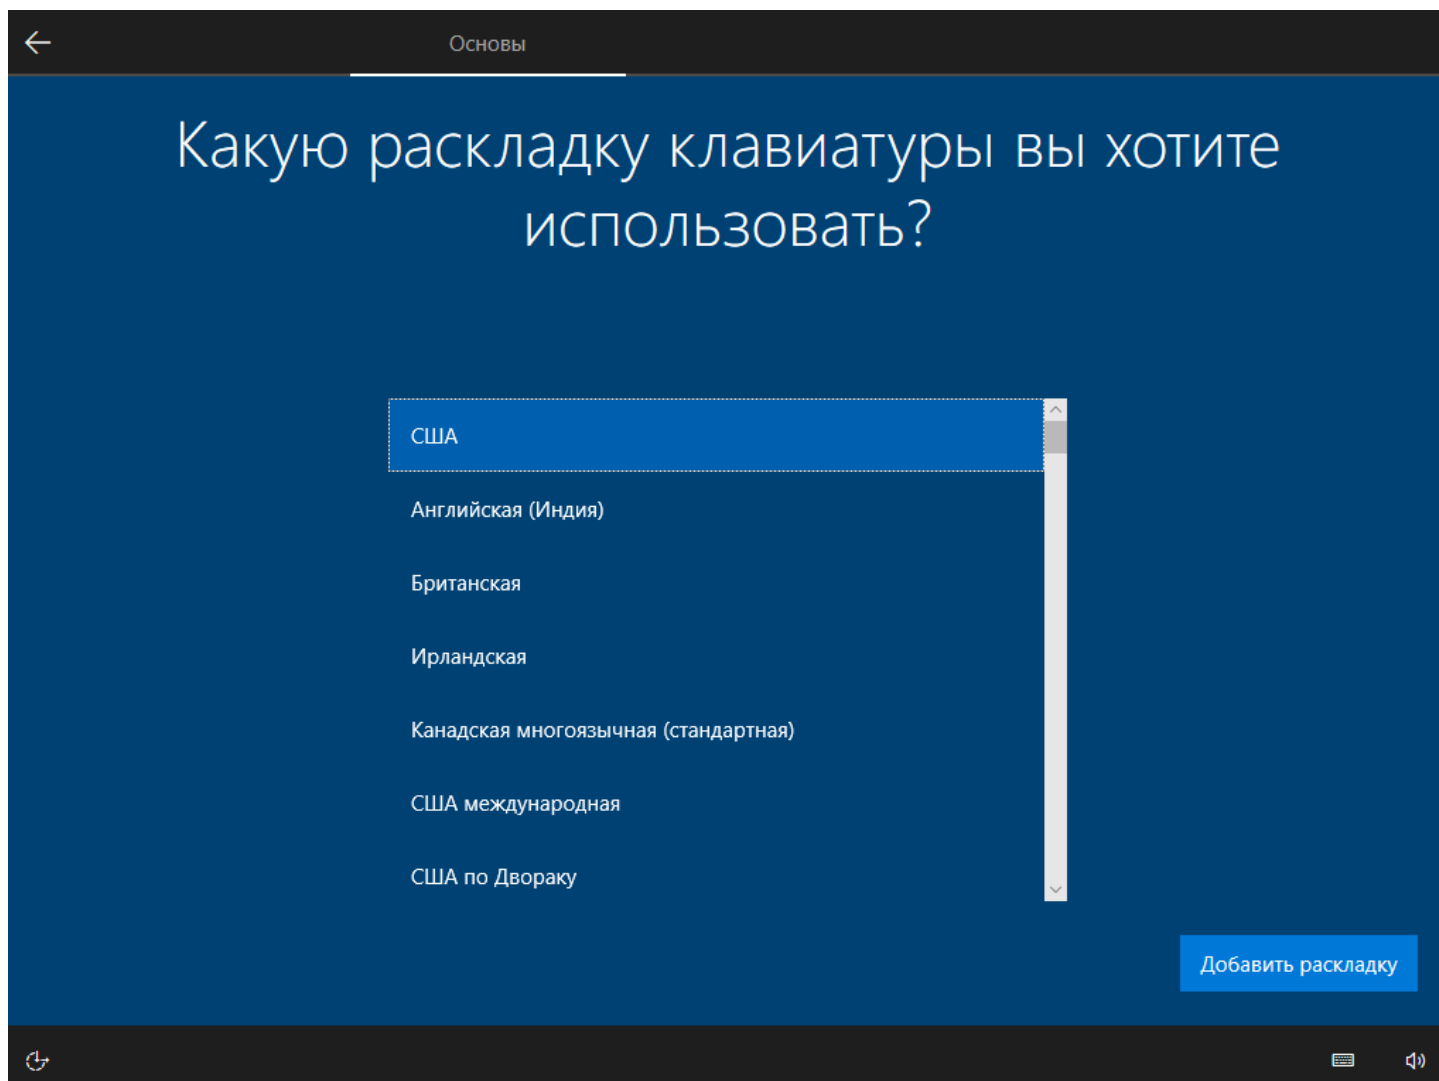 Основы
Какую раскладку клавиатуры вы хотите
использовать?
США
Английская (Индия)
Британская
Ирландская
Канадская многоязычная (стандартная)
США международная
США по Двораку
Добавить раскладку